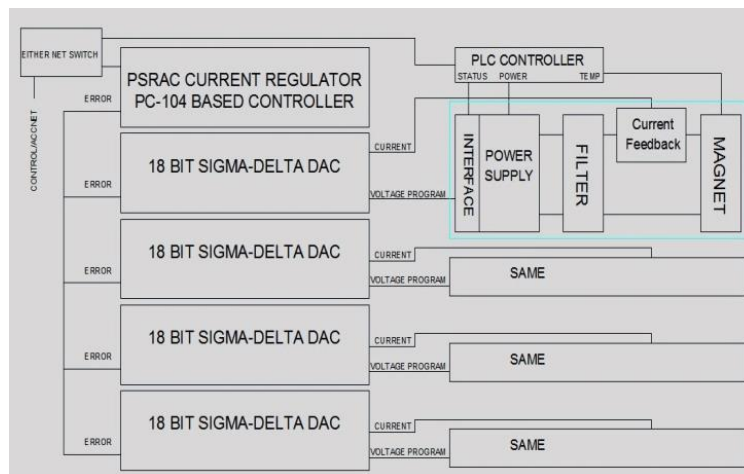 EITHER NET SWITCH
PLC CONTROLLER
STATUS POWER TEMP
PSRAC CURRENT REGULATOR
PC-104 BASED CONTROLLER
ERROR
CONTROL/ACCNET
18 BIT SIGMA-DELTA DAC
ERROR
CURRENT
VOLTAGE PROGRAM
INTERFACE
POWER
SUPPLY
FILTER
Current
Feedback
MAGNET
18 BIT SIGMA-DELTA DAC
ERROR
CURRENT
VOLTAGE PROGRAM
SAME
18 BIT SIGMA-DELTA DAC
ERROR
CURRENT
VOLTAGE PROGRAM
SAME
18 BIT SIGMA-DELTA DAC
ERROR
CURRENT
VOLTAGE PROGRAM
SAME